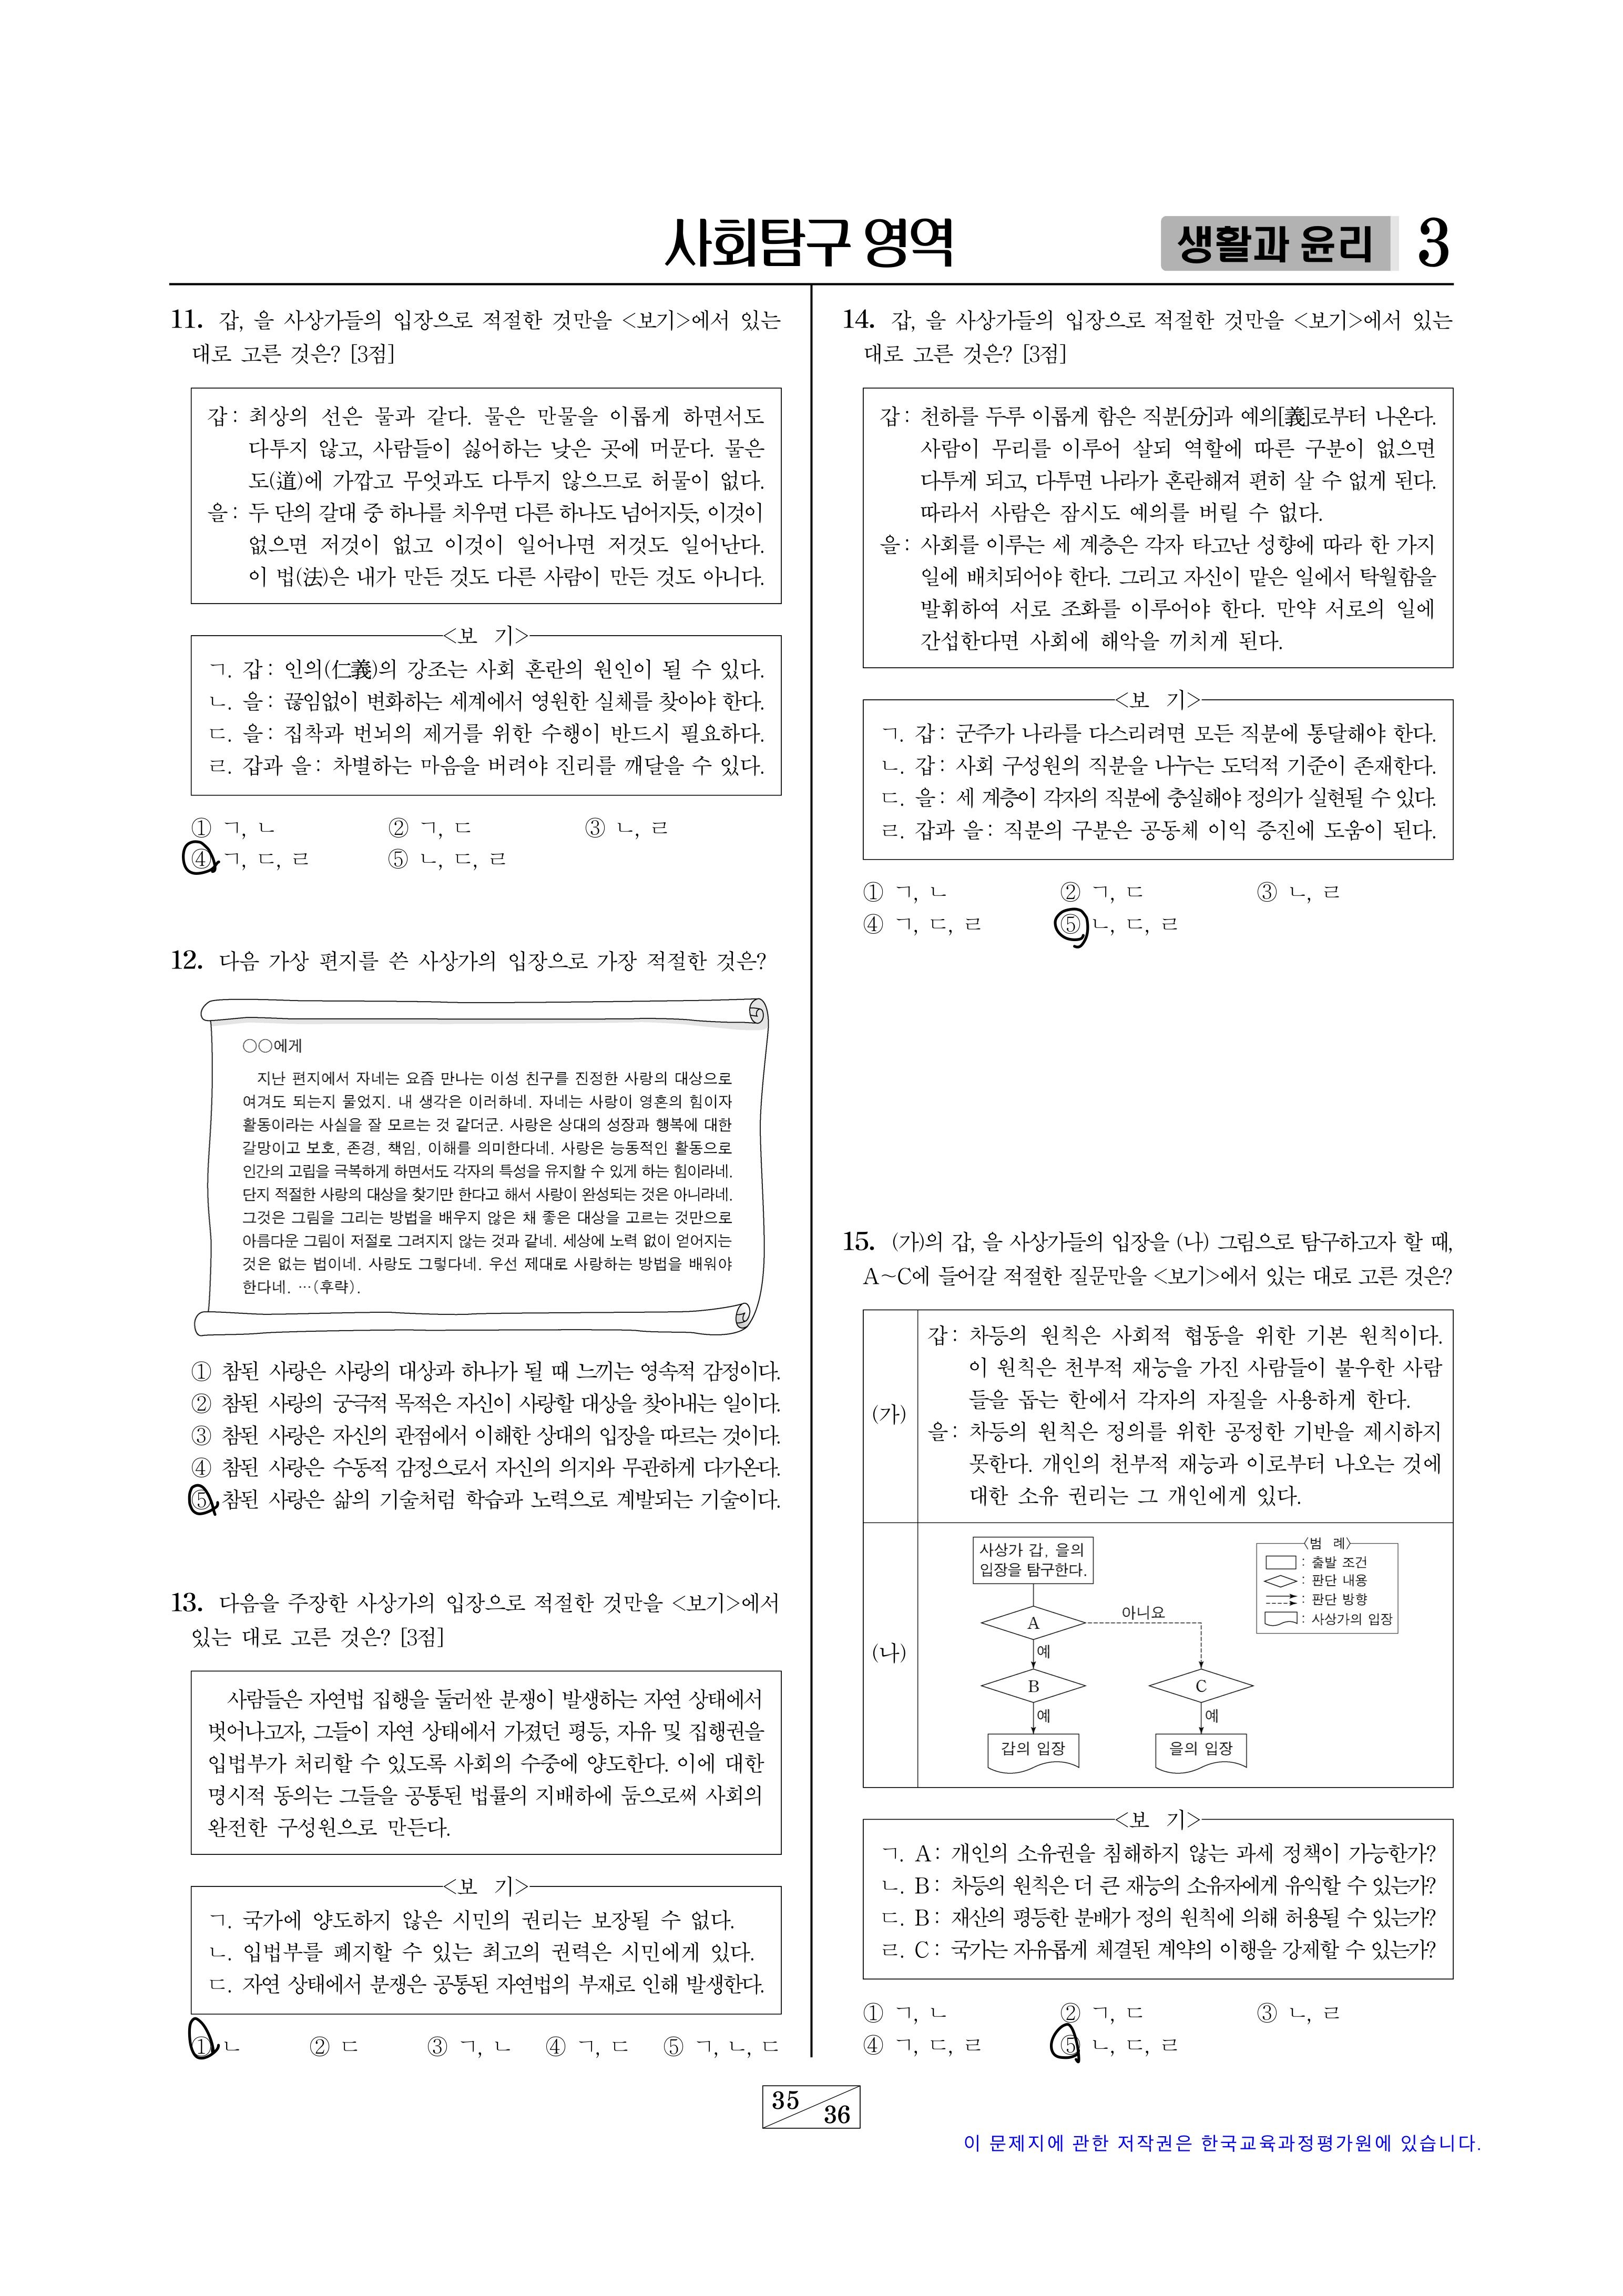 사회탐구 영역
생활과 윤리 3
11. 갑, 을 사상가들의 입장으로 적절한 것만을 <보기>에서 있는
대로 고른 것은? [3점]
갑: 최상의 선은 물과 같다. 물은 만물을 이롭게 하면서도
다투지 않고, 사람들이 싫어하는 낮은 곳에 머문다. 물은
도(道)에 가깝고 무엇과도 다투지 않으므로 허물이 없다.
을: 두 단의 갈대 중 하나를 치우면 다른 하나도 넘어지듯, 이것이
없으면 저것이 없고 이것이 일어나면 저것도 일어난다.
이 법(法)은 내가 만든 것도 다른 사람이 만든 것도 아니다.
<보 기>
ㄱ. 갑: 인의(仁義)의 강조는 사회 혼란의 원인이 될 수 있다.
ㄴ. 을: 끊임없이 변화하는 세계에서 영원한 실체를 찾아야 한다.
ㄷ. 을: 집착과 번뇌의 제거를 위한 수행이 반드시 필요하다.
ㄹ. 갑과 을: 차별하는 마음을 버려야 진리를 깨달을 수 있다.
① ㄱ, ㄴ ② ㄱ, ㄷ ③ ㄴ, ㄹ
④ ㄱ, ㄷ, ㄹ ⑤ ㄴ, ㄷ, ㄹ
12. 다음 가상 편지를 쓴 사상가의 입장으로 가장 적절한 것은?
○○에게
지난 편지에서 자네는 요즘 만나는 이성 친구를 진정한 사랑의 대상으로
여겨도 되는지 물었지. 내 생각은 이러하네. 자네는 사랑이 영혼의 힘이자
활동이라는 사실을 잘 모르는 것 같더군. 사랑은 상대의 성장과 행복에 대한
갈망이고 보호, 존경, 책임, 이해를 의미한다네. 사랑은 능동적인 활동으로
인간의 고립을 극복하게 하면서도 각자의 특성을 유지할 수 있게 하는 힘이라네.
단지 적절한 사랑의 대상을 찾기만 한다고 해서 사랑이 완성되는 것은 아니라네.
그것은 그림을 그리는 방법을 배우지 않은 채 좋은 대상을 고르는 것만으로
아름다운 그림이 저절로 그려지지 않는 것과 같네. 세상에 노력 없이 얻어지는
것은 없는 법이네. 사랑도 그렇다네. 우선 제대로 사랑하는 방법을 배워야
한다네. …(후략).
① 참된 사랑은 사랑의 대상과 하나가 될 때 느끼는 영속적 감정이다.
② 참된 사랑의 궁극적 목적은 자신이 사랑할 대상을 찾아내는 일이다.
③ 참된 사랑은 자신의 관점에서 이해한 상대의 입장을 따르는 것이다.
④ 참된 사랑은 수동적 감정으로서 자신의 의지와 무관하게 다가온다.
⑤ 참된 사랑은 삶의 기술처럼 학습과 노력으로 계발되는 기술이다.
13. 다음을 주장한 사상가의 입장으로 적절한 것만을 <보기>에서
있는 대로 고른 것은? [3점]
사람들은 자연법 집행을 둘러싼 분쟁이 발생하는 자연 상태에서
벗어나고자, 그들이 자연 상태에서 가졌던 평등, 자유 및 집행권을
입법부가 처리할 수 있도록 사회의 수중에 양도한다. 이에 대한
명시적 동의는 그들을 공통된 법률의 지배하에 둠으로써 사회의
완전한 구성원으로 만든다.
<보 기>
ㄱ. 국가에 양도하지 않은 시민의 권리는 보장될 수 없다.
ㄴ. 입법부를 폐지할 수 있는 최고의 권력은 시민에게 있다.
ㄷ. 자연 상태에서 분쟁은 공통된 자연법의 부재로 인해 발생한다.
① ㄴ ② ㄷ ③ ㄱ, ㄴ ④ ㄱ, ㄷ ⑤ ㄱ, ㄴ, ㄷ
14. 갑, 을 사상가들의 입장으로 적절한 것만을 <보기>에서 있는
대로 고른 것은? [3점]
갑: 천하를 두루 이롭게 함은 직분[分]과 예의[義]로부터 나온다.
사람이 무리를 이루어 살되 역할에 따른 구분이 없으면
다투게 되고, 다투면 나라가 혼란해져 편히 살 수 없게 된다.
따라서 사람은 잠시도 예의를 버릴 수 없다.
을: 사회를 이루는 세 계층은 각자 타고난 성향에 따라 한 가지
일에 배치되어야 한다. 그리고 자신이 맡은 일에서 탁월함을
발휘하여 서로 조화를 이루어야 한다. 만약 서로의 일에
간섭한다면 사회에 해악을 끼치게 된다.
<보 기>
ㄱ. 갑: 군주가 나라를 다스리려면 모든 직분에 통달해야 한다.
ㄴ. 갑: 사회 구성원의 직분을 나누는 도덕적 기준이 존재한다.
ㄷ. 을: 세 계층이 각자의 직분에 충실해야 정의가 실현될 수 있다.
ㄹ. 갑과 을: 직분의 구분은 공동체 이익 증진에 도움이 된다.
① ㄱ, ㄴ ② ㄱ, ㄷ ③ ㄴ, ㄹ
④ ㄱ, ㄷ, ㄹ ⑤ ㄴ, ㄷ, ㄹ
15. (가)의 갑, 을 사상가들의 입장을 (나) 그림으로 탐구하고자 할 때,
A~C에 들어갈 적절한 질문만을 <보기>에서 있는 대로 고른 것은?
(가)
갑: 차등의 원칙은 사회적 협동을 위한 기본 원칙이다.
이 원칙은 천부적 재능을 가진 사람들이 불우한 사람
들을 돕는 한에서 각자의 자질을 사용하게 한다.
을: 차등의 원칙은 정의를 위한 공정한 기반을 제시하지
못한다. 개인의 천부적 재능과 이로부터 나오는 것에
대한 소유 권리는 그 개인에게 있다.
(나)
사상가 갑, 을의
입장을 탐구한다.
A
아니요
예
B
C
예
예
갑의 입장
을의 입장
<범 례>
: 출발 조건
: 판단 내용
: 판단 방향
: 사상가의 입장
<보 기>
ㄱ. A: 개인의 소유권을 침해하지 않는 과세 정책이 가능한가?
ㄴ. B: 차등의 원칙은 더 큰 재능의 소유자에게 유익할 수 있는가?
ㄷ. B: 재산의 평등한 분배가 정의 원칙에 의해 허용될 수 있는가?
ㄹ. C: 국가는 자유롭게 체결된 계약의 이행을 강제할 수 있는가?
① ㄱ, ㄴ ② ㄱ, ㄷ ③ ㄴ, ㄹ
④ ㄱ, ㄷ, ㄹ ⑤ ㄴ, ㄷ, ㄹ
35
36
이 문제지에 관한 저작권은 한국교육과정평가원에 있습니다.